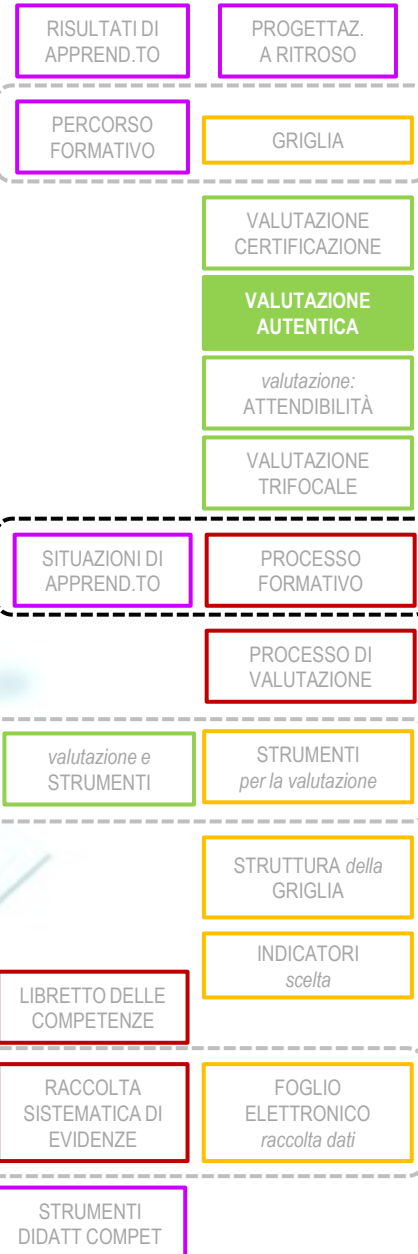 RISULTATI DI
APPREND.TO
PROGETTAZ.
A RITROSO
PERCORSO
FORMATIVO
GRIGLIA
VALUTAZIONE
CERTIFICAZIONE
VALUTAZIONE
AUTENTICA
valutazione:
ATTENDIBILITÀ
VALUTAZIONE
TRIFOCALE
SITUAZIONI DI
APPREND.TO
PROCESSO
FORMATIVO
PROCESSO DI
VALUTAZIONE
valutazione e
STRUMENTI
STRUMENTI
per la valutazione
STRUTTURA della
GRIGLIA
INDICATORI
scelta
LIBRETTO DELLE
COMPETENZE
RACCOLTA
SISTEMATICA DI
EVIDENZE
FOGLIO
ELETTRONICO
raccolta dati
STRUMENTI
DIDATT COMPET